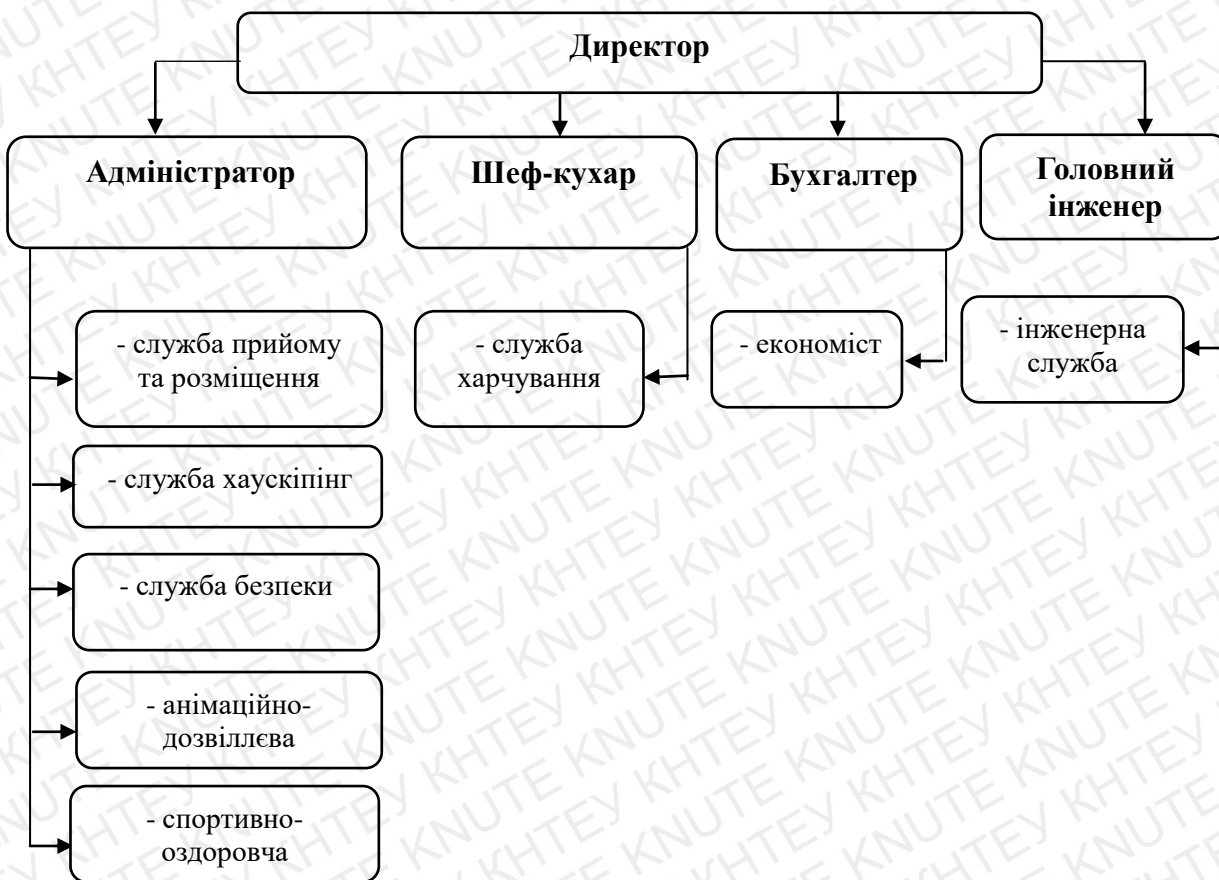 Директор
Адміністратор
Шеф-кухар
Бухгалтер
Головний
інженер
- служба прийому
та розміщення
- служба
харчування
- економіст
- інженерна
служба
- служба хаускіпінг
- служба безпеки
- анімаційно-
дозвіллєва
- спортивно-
оздоровча